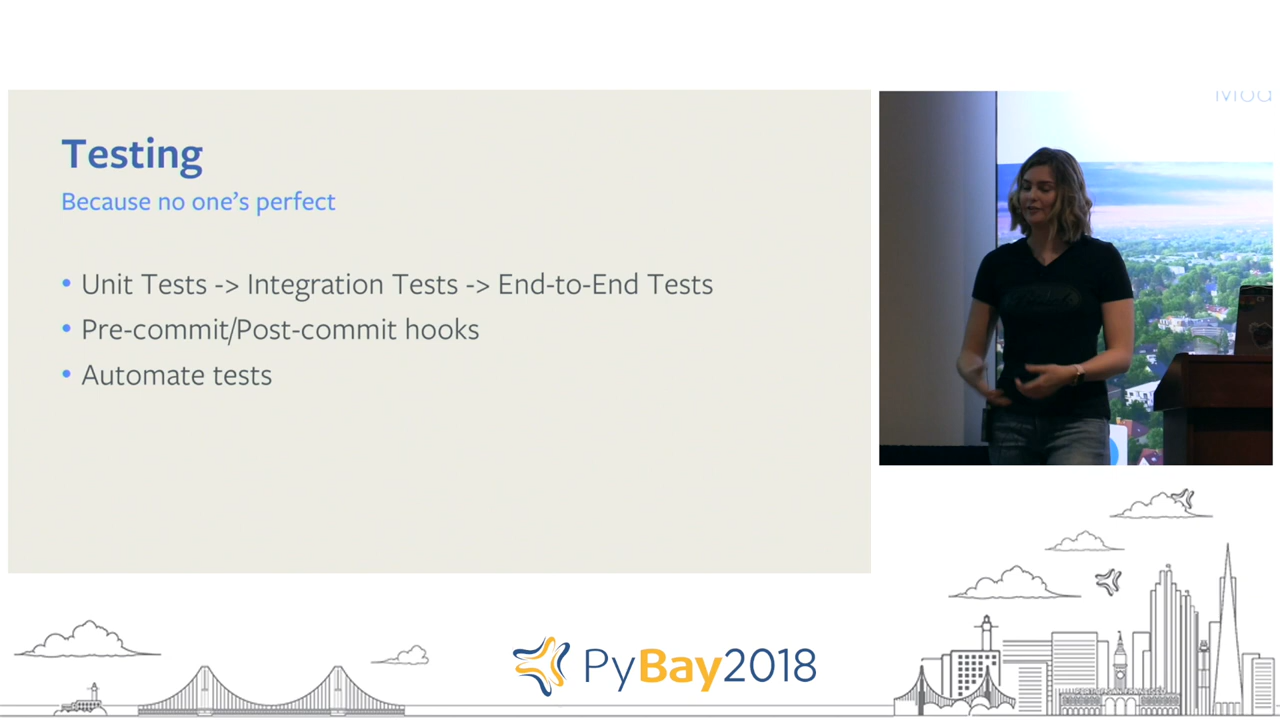 Testing
Because no one's perfect
• Unit Tests -> Integration Tests -> End-to-End Tests
• Pre-commit/Post-commit hooks
• Automate tests
PyBay2018